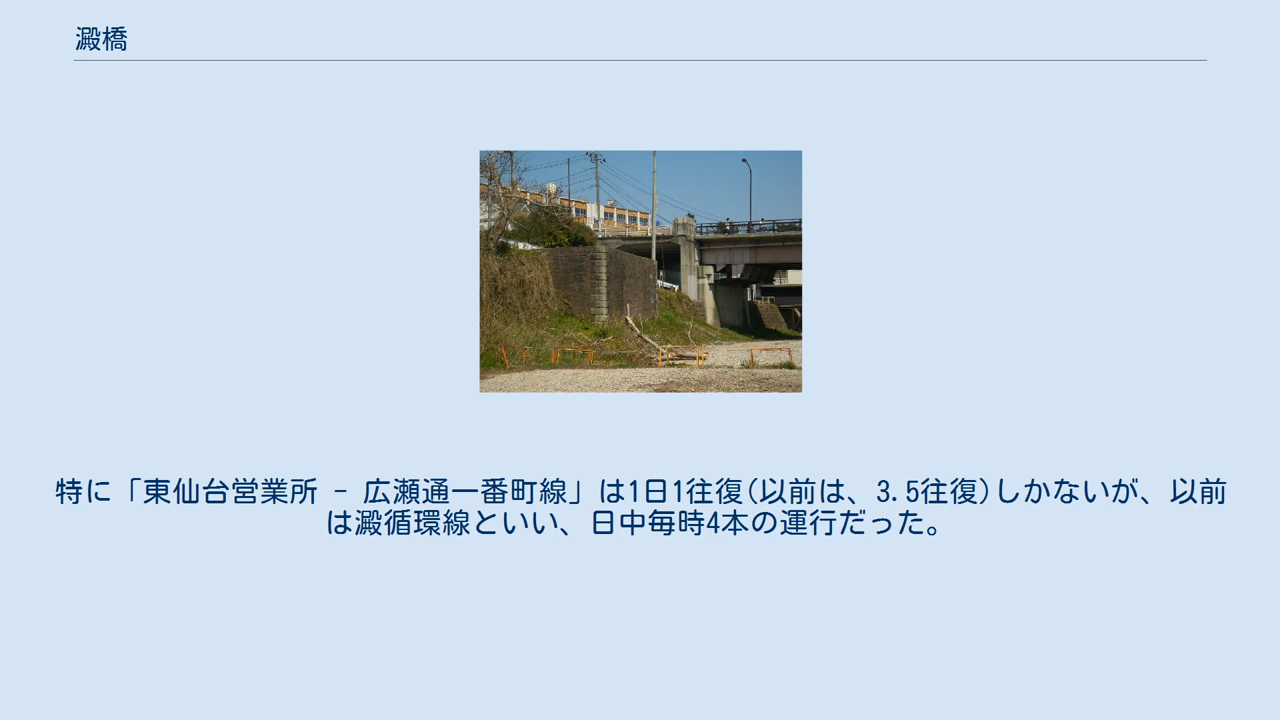 澱橋
特に「東仙台営業所 － 広瀬通一番町線」は1日1往復(以前は、3.5往復)しかないが、以前
は澱循環線といい、日中毎時4本の運行だった。